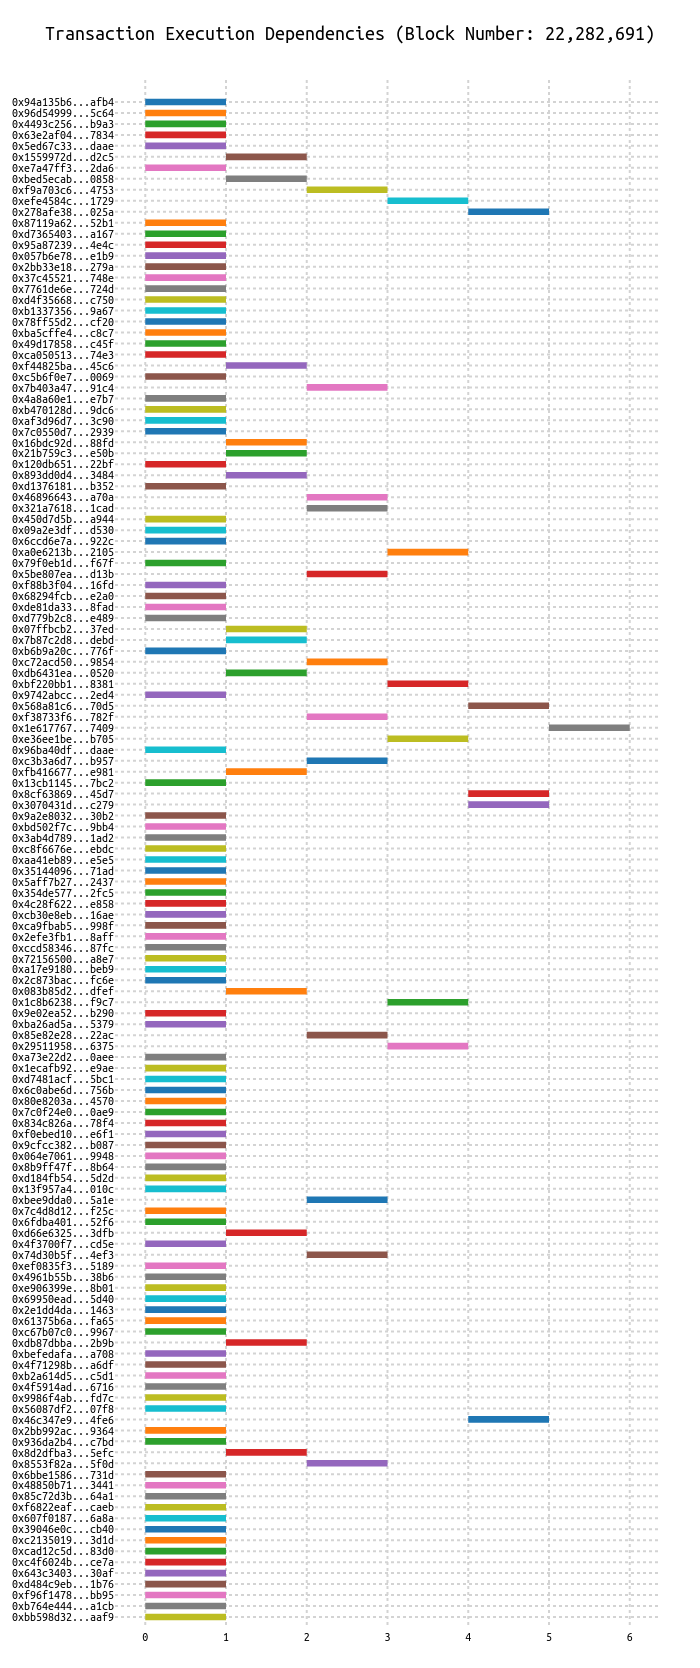 Transaction Execution Dependencies (Block Number: 22,282,691)
0x94a135b6...afb4
0x96d54999...5c64
0x4493c256...b9a3
0x63e2af04...7834
0x5ed67c33...daae
0x1559972d...d2c5
0xe7a47ff3...2da6
0xbed5ecab...0858
0xf9a703c6...4753
0xefe4584c...1729
0x278afe38...025a
0x87119a62...52b1
0xd7365403...a167
0x95a87239...4e4c
0x057b6e78...e1b9
0x2bb33e18...279a
0x37c45521...748e
0x7761de6e...724d
0xd4f35668...c750
0xb1337356...9a67
0x78ff55d2...cf20
0xba5cffe4...c8c7
0x49d17858...c45f
0xca050513...74e3
0xf44825ba...45c6
0xc5b6f0e7...0069
0x7b403a47...91c4
0x4a8a60e1...e7b7
0xb470128d...9dc6
0xaf3d96d7...3c90
0x7c0550d7...2939
0x16bdc92d...88fd
0x21b759c3...e50b
0x120db651...22bf
0x893dd0d4...3484
0xd1376181...b352
0x46896643...a70a
0x321a7618...1cad
0x450d7d5b...a944
0x09a2e3df...d530
0x6ccd6e7a...922c
0xa0e6213b...2105
0x79f0eb1d...f67f
0x5be807ea...d13b
0xf88b3f04...16fd
0x68294fcb...e2a0
0xde81da33...8fad
0xd779b2c8...e489
0x07ffbcb2...37ed
0x7b87c2d8...debd
0xb6b9a20c...776f
0xc72acd50...9854
0xdb6431ea...0520
0xbf220bb1...8381
0x9742abcc...2ed4
0x568a81c6...70d5
0xf38733f6...782f
0x1e617767...7409
0xe36ee1be...b705
0x96ba40df...daae
0xc3b3a6d7...b957
0xfb416677...e981
0x13cb1145...7bc2
0x8cf63869...45d7
0x3070431d...c279
0x9a2e8032...30b2
0xbd502f7c...9bb4
0x3ab4d789...1ad2
0xc8f6676e...ebdc
0xaa41eb89...e5e5
0x35144096...71ad
0x5aff7b27...2437
0x354de577...2fc5
0x4c28f622...e858
0xcb30e8eb...16ae
0xca9fbab5...998f
0x2efe3fb1...8aff
0xccd58346...87fc
0x72156500...a8e7
0xa17e9180...beb9
0x2c873bac...fc6e
0x083b85d2...dfef
0x1c8b6238...f9c7
0x9e02ea52...b290
0xba26ad5a...5379
0x85e82e28...22ac
0x29511958...6375
0xa73e22d2...0aee
0x1ecafb92...e9ae
0xd7481acf...5bc1
0x6c0abe6d...756b
0x80e8203a...4570
0x7c0f24e0...0ae9
0x834c826a...78f4
0xf0ebed10...e6f1
0x9cfcc382...b087
0x064e7061...9948
0x8b9ff47f...8b64
0xd184fb54...5d2d
0x13f957a4...010c
0xbee9dda0...5a1e
0x7c4d8d12...f25c
0x6fdba401...52f6
0xd66e6325...3dfb
0x4f3700f7...cd5e
0x74d30b5f...4ef3
0xef0835f3...5189
0x4961b55b...38b6
0xe906399e...8b01
0x69950ead...5d40
0x2e1dd4da...1463
0x61375b6a...fa65
0xc67b07c0...9967
0xdb87dbba...2b9b
0xbefedafa...a708
0x4f71298b...a6df
0xb2a614d5...c5d1
0x4f5914ad...6716
0x9986f4ab...fd7c
0x56087df2...07f8
0x46c347e9...4fe6
0x2bb992ac...9364
0x936da2b4...c7bd
0x8d2dfba3...5efc
0x8553f82a...5f0d
0x6bbe1586...731d
0x48850b71...3441
0x85c72d3b...64a1
0xf6822eaf...caeb
0x607f0187...6a8a
0x39046e0c...cb40
0xc2135019...3d1d
0xcad12c5d...83d0
0xc4f6024b...ce7a
0x643c3403...30af
0xd484c9eb...1b76
0xf96f1478...bb95
0xb764e444...a1cb
0xbb598d32...aaf9
0 1 2 3 4 5 6